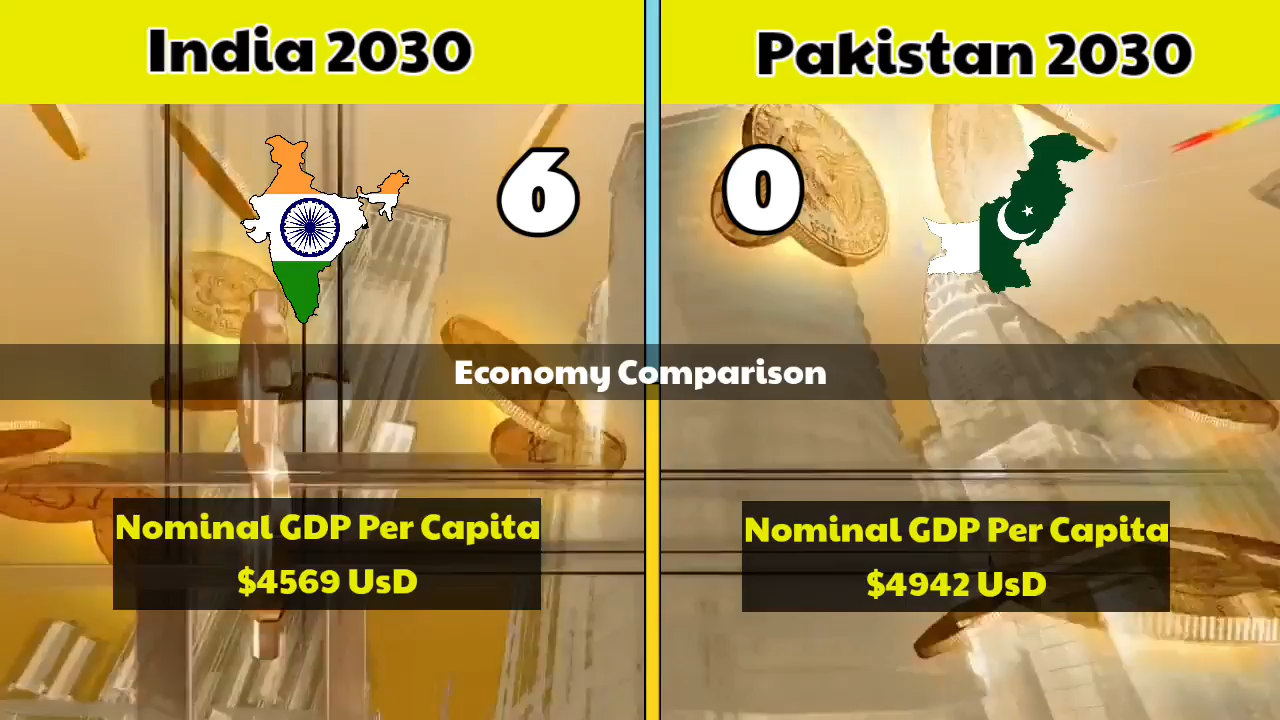 India 2030
Pakistan 2030
6
0
Economy Comparison
Nominal GDP Per Capita
$4569 UsD
Nominal GDP Per Capita
$4942 UsD